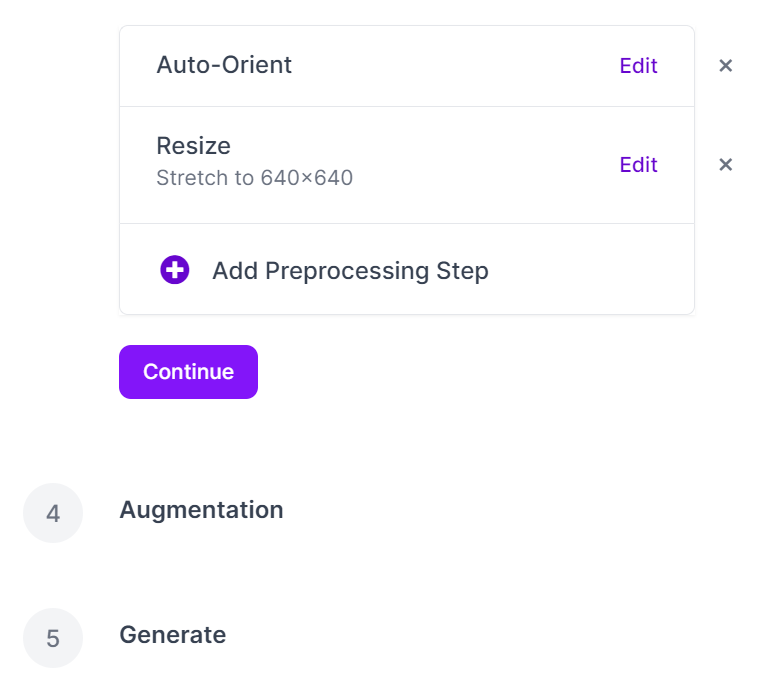 Auto-Orient
Edit
×
Resize
Stretch to 640×640
Edit
×
Add Preprocessing Step
Continue
4
Augmentation
5
Generate